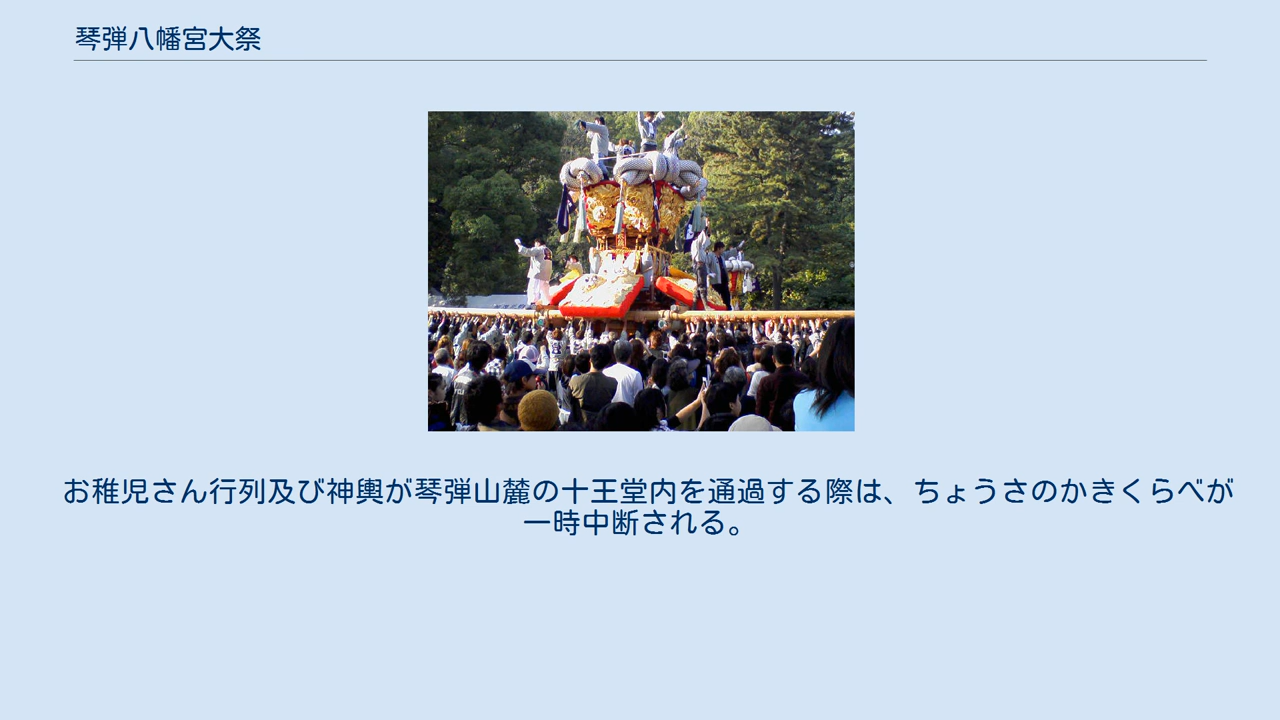 琴弾八幡宮大祭
お稚児さん行列及び神輿が琴弾山麓の十王堂内を通過する際は、ちょうさのかきくらべが
一時中断される。